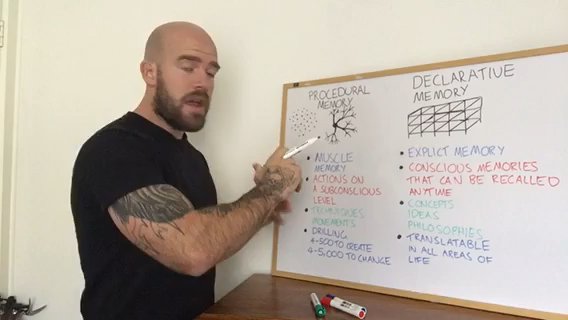 PROCEDURAL
MEMORY
• MUSCLE
MEMORY
• ACTIONS ON
A SUBCONSCIOUS
LEVEL
• TECHNIQUES
MOVEMENTS
• DRILLING
4-500 TO CREATE
4-5,000 TO CHANGE
DECLARATIVE
MEMORY
• EXPLICT MEMORY
• CONSCIOUS MEMORIES
THAT CAN BE RECALLED
ANYTIME
• CONCEPTS
IDEAS
PHILOSOPHIES
• TRANSLATABLE
IN ALL AREAS OF
LIFE